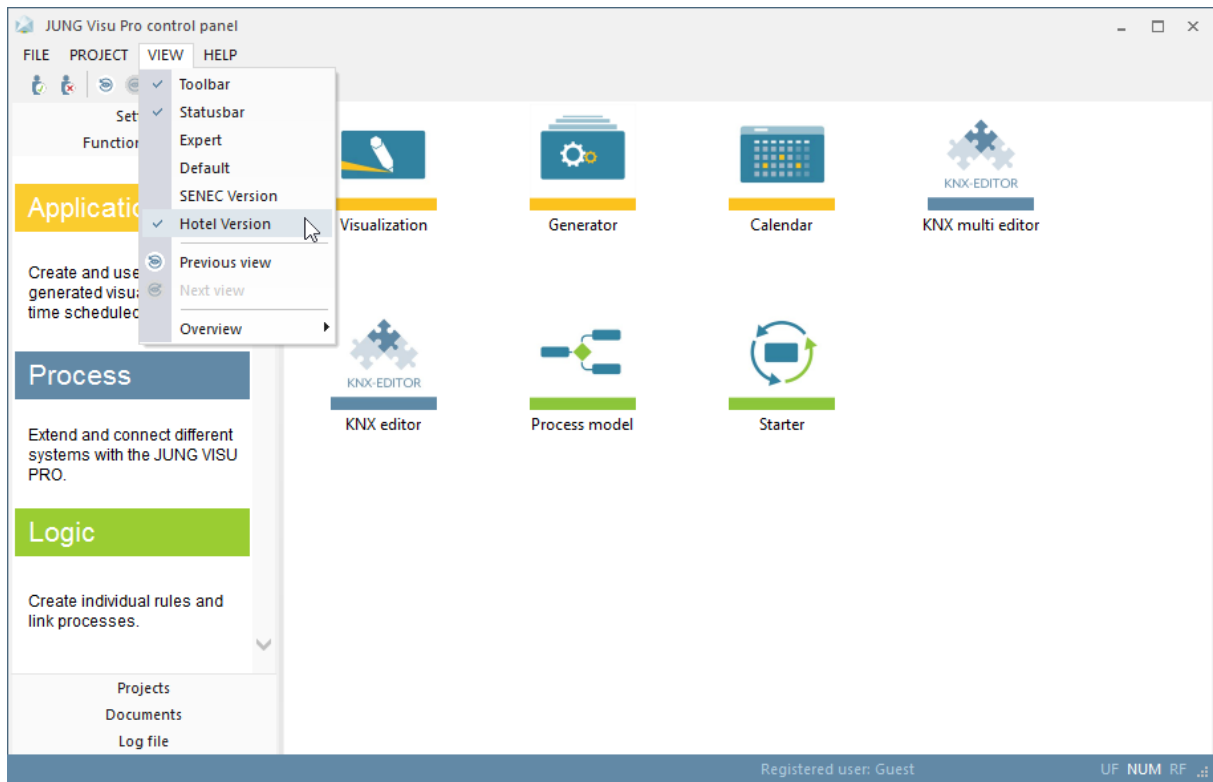 JUNG Visu Pro control panel
FILE PROJECT VIEW HELP
Toolbar
Statusbar
Expert
Default
SENEC Version
Hotel Version
Previous view
Next view
Overview
Set
Function
Applicatio
Create and use
generated visu
time scheduled
Process
Extend and connect different
systems with the JUNG VISU
PRO.
Logic
Create individual rules and
link processes.
Projects
Documents
Log file
Visualization
Generator
Calendar
KNX-EDITOR
KNX multi editor
KNX-EDITOR
KNX editor
Process model
Starter
Registered user: Guest
UF NUM RF